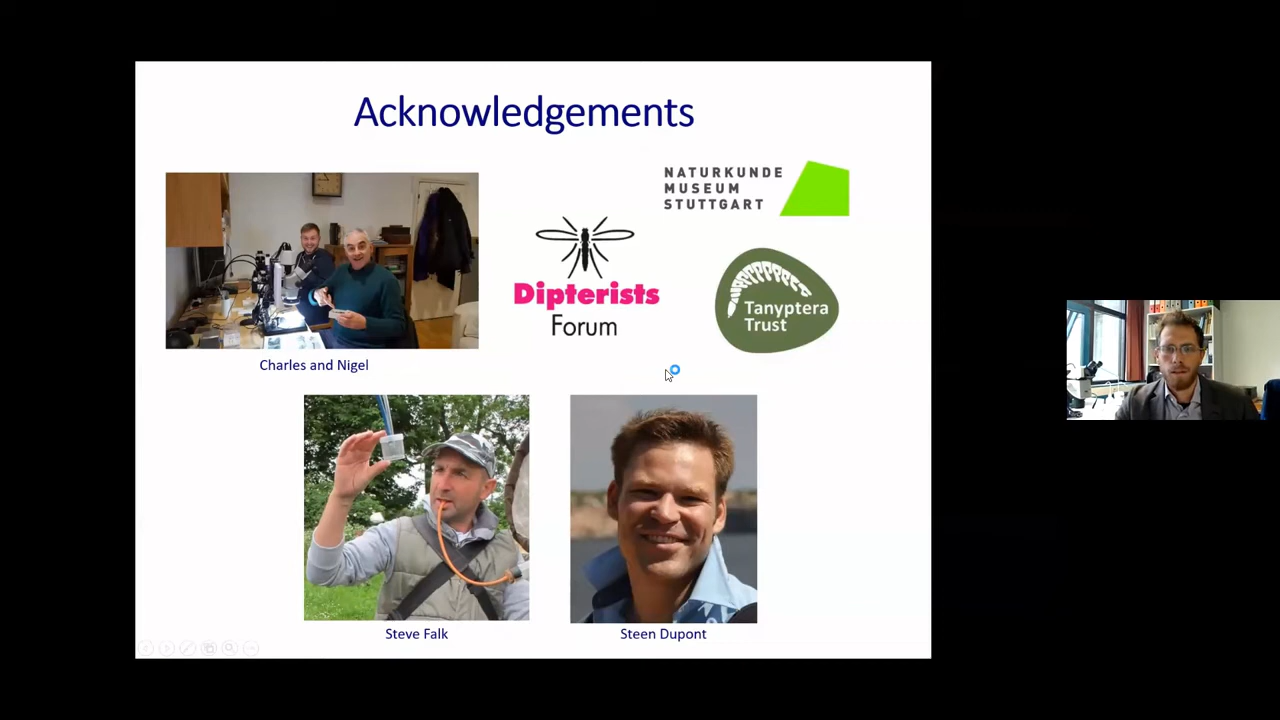 Acknowledgements
NATURKUNDE
MUSEUM
STUTTGART
Dipterists
Forum
Tanyptera
Trust
Charles and Nigel
Steve Falk
Steen Dupont